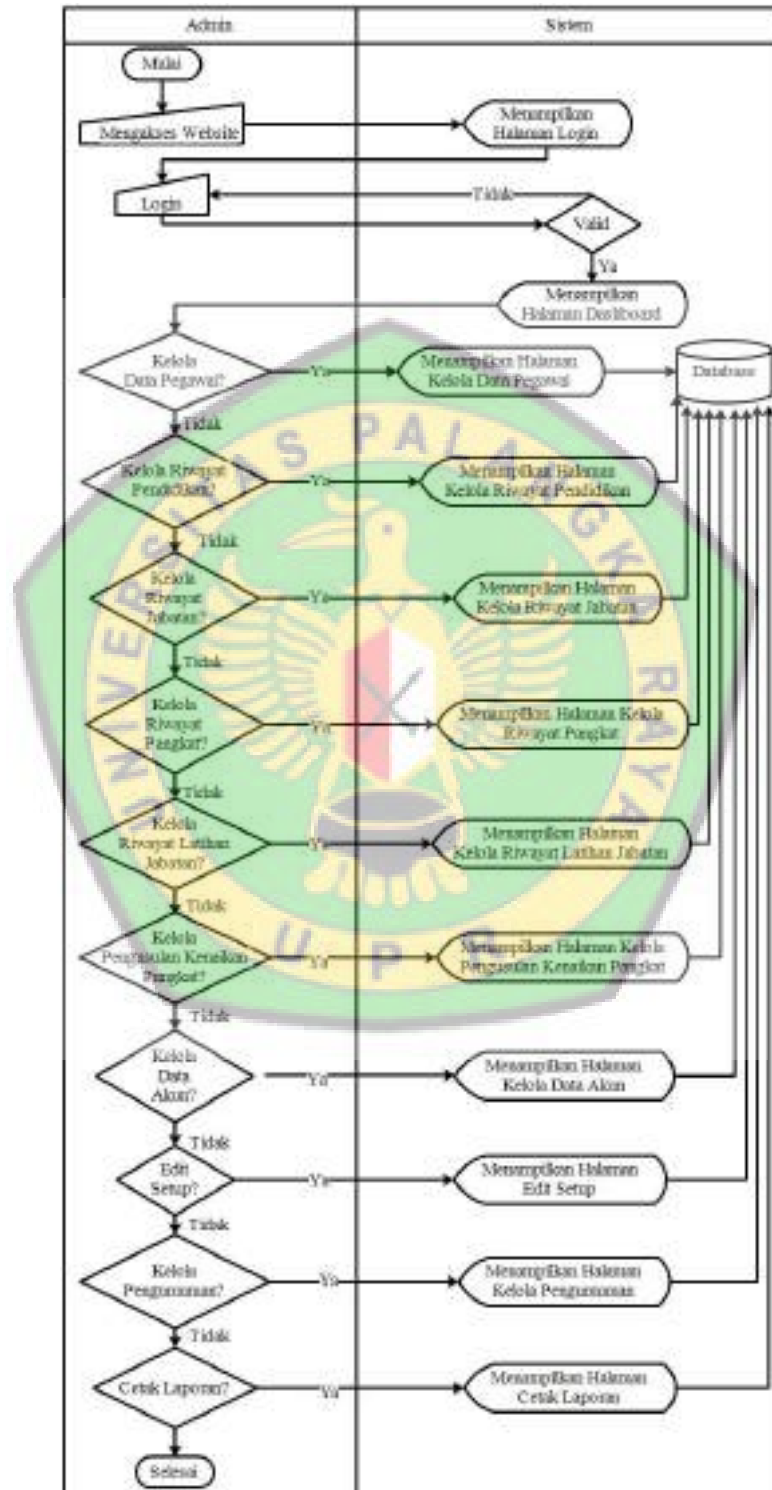 Admin
Sistem
Mulai
Mengakses Website
Menampilkan
Halaman Login
Login
Tidak
Valid
Ya
Menampilkan
Halaman Dashboard
Kelola
Data Pegawai?
Ya
Menampilkan Halaman
Kelola Data Pegawai
Database
Tidak
Kelola Riwayat
Pendidikan?
Ya
Menampilkan Halaman
Kelola Riwayat Pendidikan
Tidak
Kelola
Riwayat
Jabatan?
Ya
Menampilkan Halaman
Kelola Riwayat Jabatan
Tidak
Kelola
Riwayat
Pangkat?
Ya
Menampilkan Halaman Kelola
Riwayat Pangkat
Tidak
Kelola
Riwayat Latihan
Jabatan?
Ya
Menampilkan Halaman
Kelola Riwayat Latihan Jabatan
Tidak
Kelola
Pengusulan Kenaikan
Pangkat?
Ya
Menampilkan Halaman Kelola
Pengusulan Kenaikan Pangkat
Tidak
Kelola
Data
Akun?
Ya
Menampilkan Halaman
Kelola Data Akun
Tidak
Edit
Setup?
Ya
Menampilkan Halaman
Edit Setup
Tidak
Kelola
Pengumuman?
Ya
Menampilkan Halaman
Kelola Pengumuman
Tidak
Cetak Laporan?
Ya
Menampilkan Halaman
Cetak Laporan
Selesai
UNIVERSITAS PALANGKA RAYA
UPR